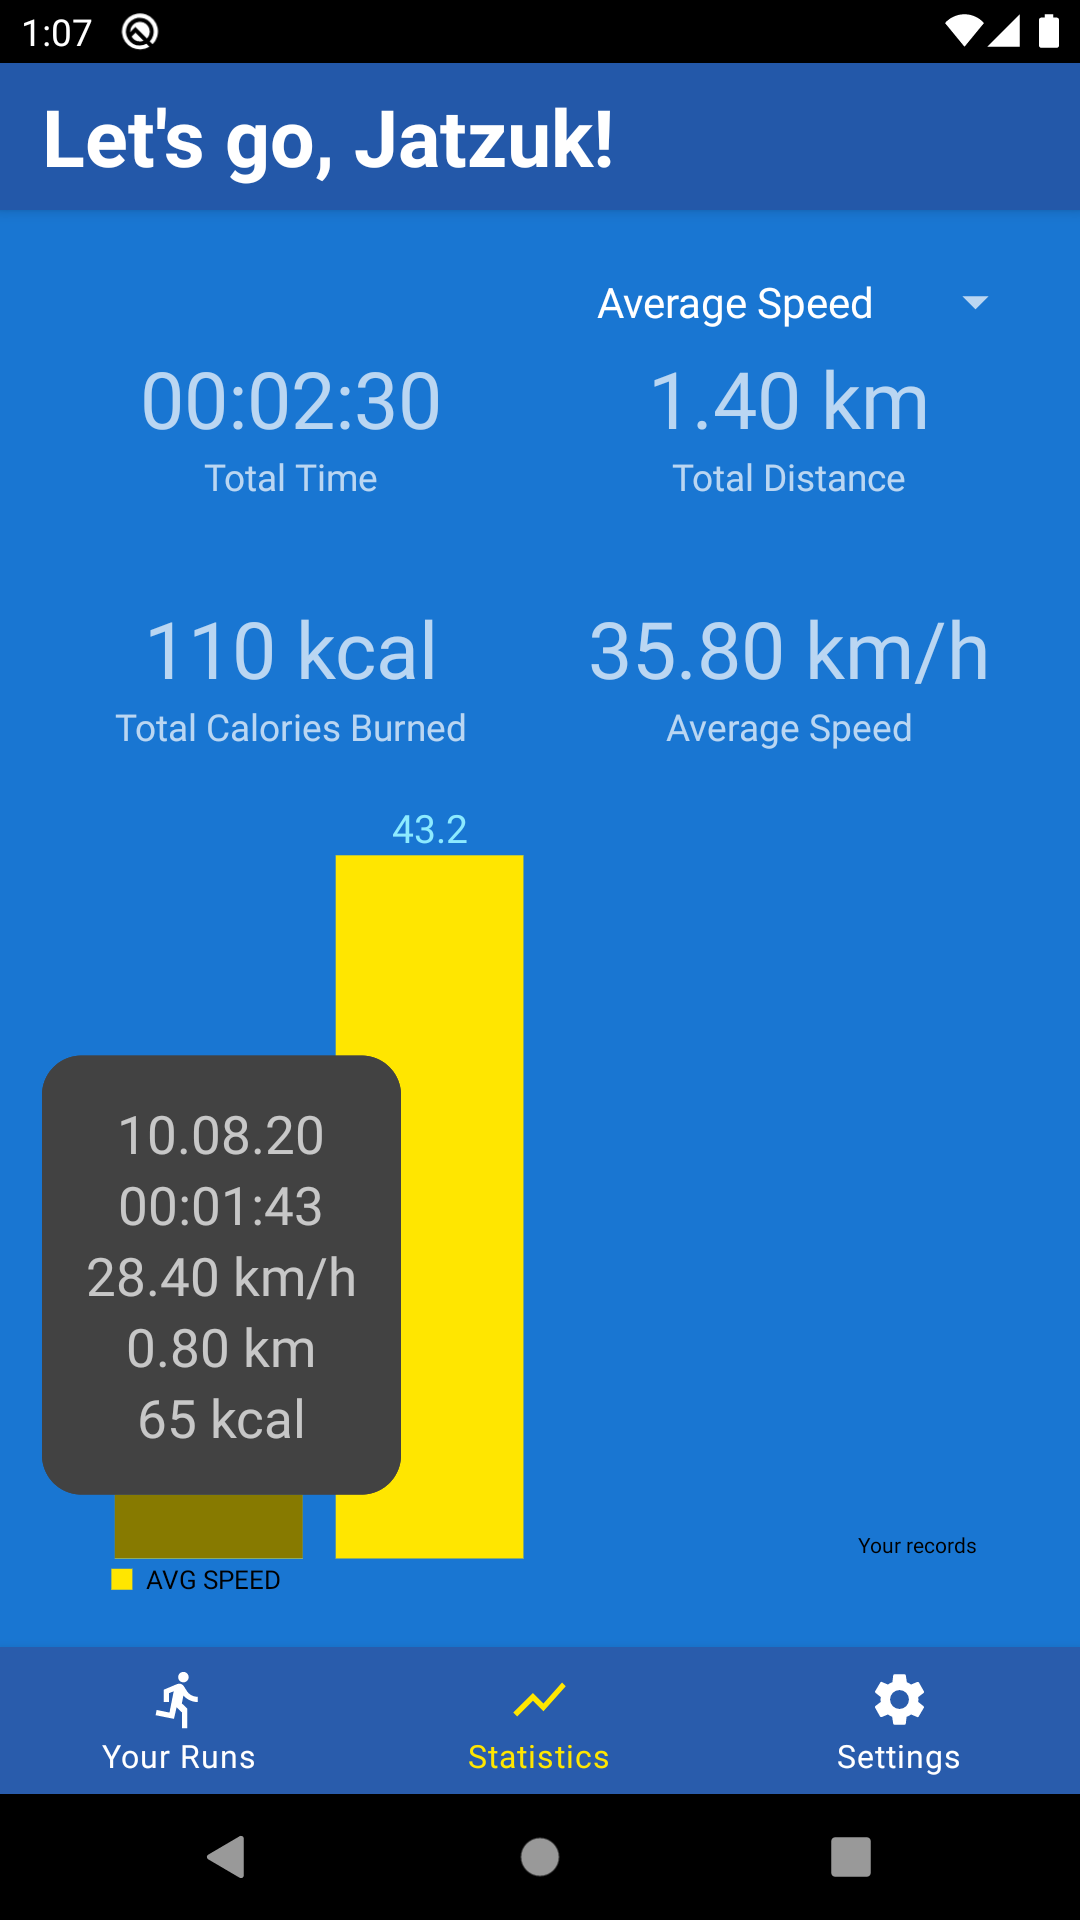 1:07
Let's go, Jatzuk!
Average Speed
00:02:30
1.40 km
Total Time
Total Distance
110 kcal
35.80 km/h
Total Calories Burned
Average Speed
43.2
10.08.20
00:01:43
28.40 km/h
0.80 km
65 kcal
Your records
AVG SPEED
Your Runs
Statistics
Settings